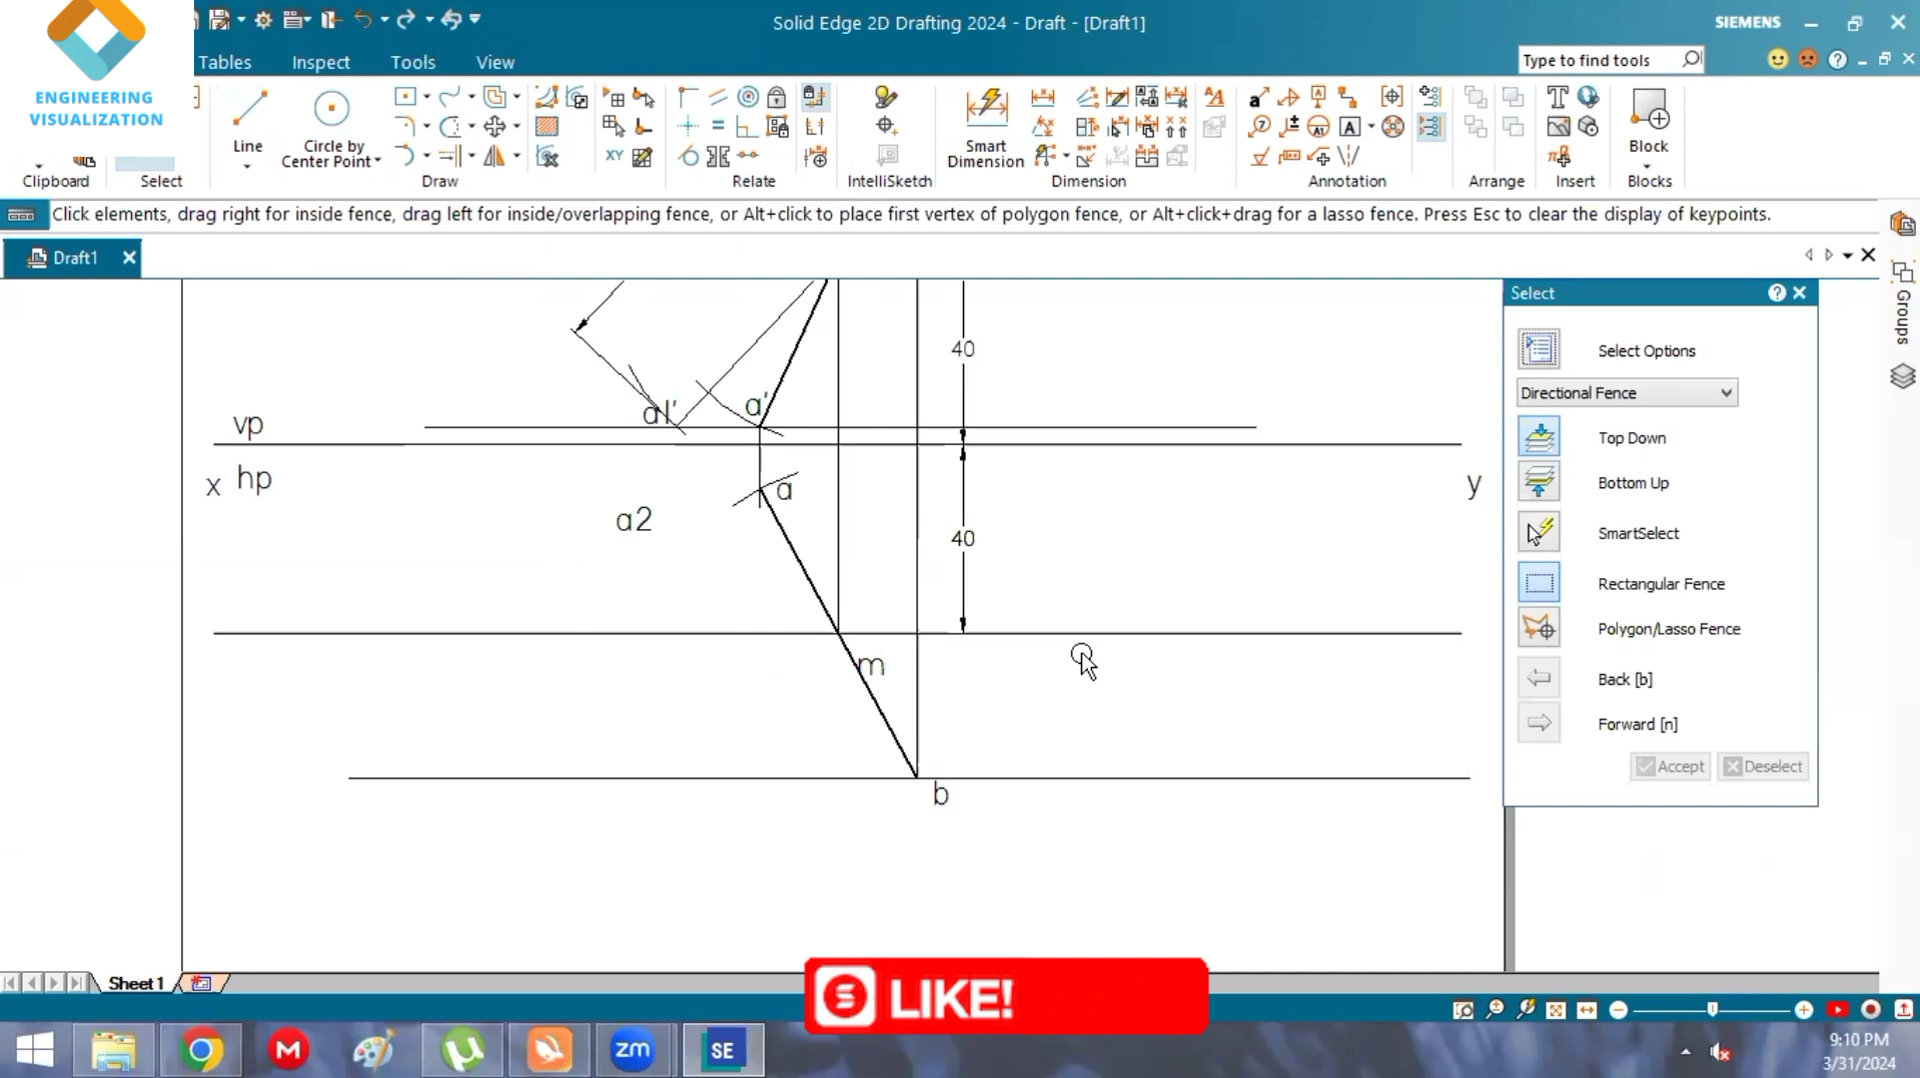 Solid Edge 2D Drafting 2024 - Draft - [Draft1]
SIEMENS
ENGINEERING
VISUALIZATION
Tables
Inspect
Tools
View
Type to find tools
Line
Circle by
Center Point
Smart
Dimension
Block
Clipboard
Select
Draw
Relate
IntelliSketch
Dimension
Annotation
Arrange
Insert
Blocks
XY
Click elements, drag right for inside fence, drag left for inside/overlapping fence, or Alt+click to place first vertex of polygon fence, or Alt+click+drag for a lasso fence. Press Esc to clear the display of keypoints.
Draft1
Groups
Select
Select Options
Directional Fence
Top Down
Bottom Up
SmartSelect
Rectangular Fence
Polygon/Lasso Fence
Back [b]
Forward [n]
Accept
Deselect
40
a1'
a'
vp
x
hp
y
a
a2
40
m
b
Sheet1
LIKE!
zm
SE
9:10 PM
3/31/2024